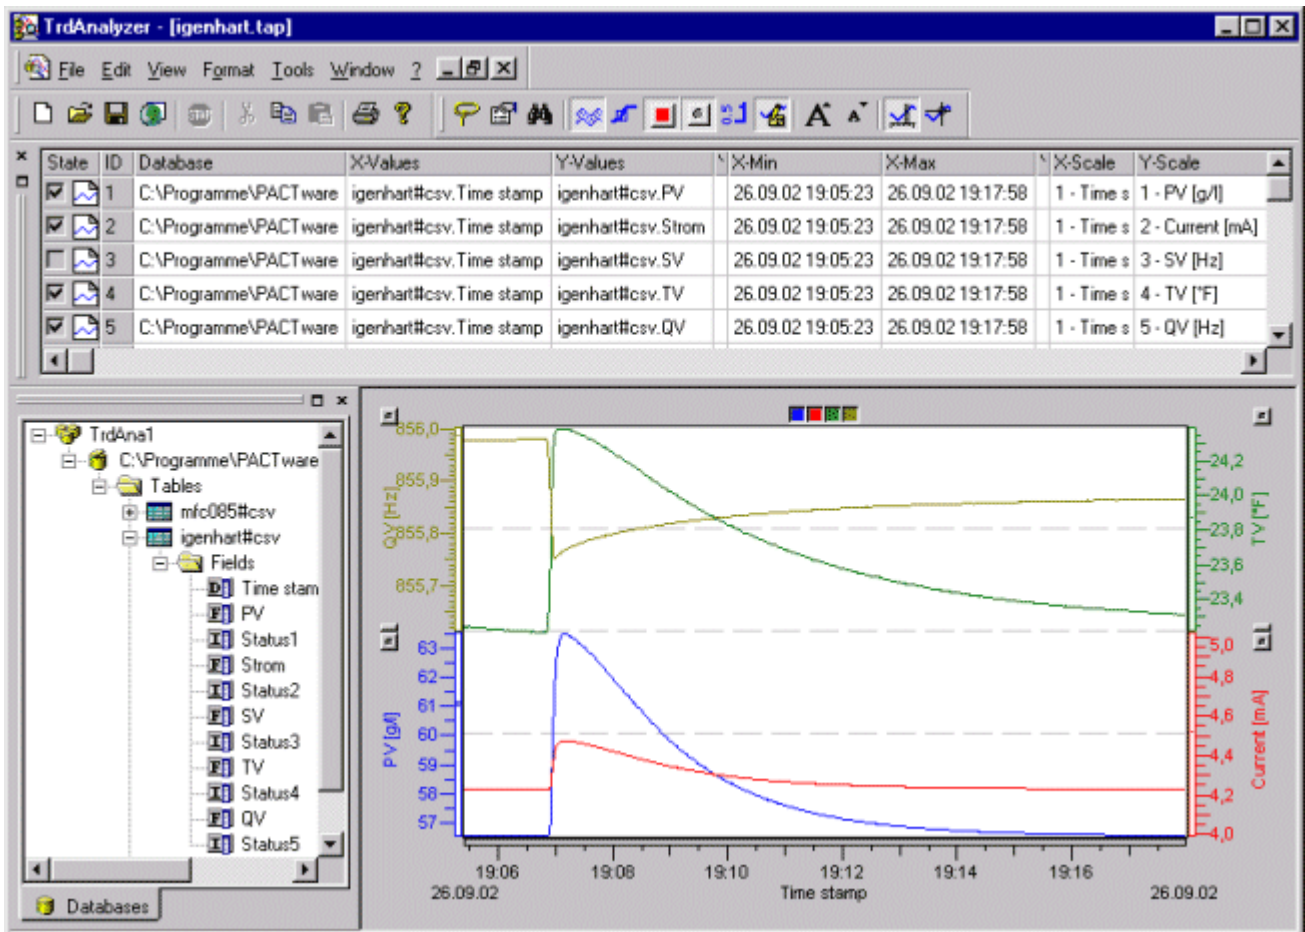 TrdAnalyzer - [igenhart.tap]
File Edit View Format Tools Window ?
State ID Database X-Values Y-Values X-Min X-Max X-Scale Y-Scale
1 C:\Programme\PACTware igenhart#csv.Time stamp igenhart#csv.PV 26.09.02 19:05:23 26.09.02 19:17:58 1 - Time s 1 - PV [g/l]
2 C:\Programme\PACTware igenhart#csv.Time stamp igenhart#csv.Strom 26.09.02 19:05:23 26.09.02 19:17:58 1 - Time s 2 - Current [mA]
3 C:\Programme\PACTware igenhart#csv.Time stamp igenhart#csv.SV 26.09.02 19:05:23 26.09.02 19:17:58 1 - Time s 3 - SV [Hz]
4 C:\Programme\PACTware igenhart#csv.Time stamp igenhart#csv.TV 26.09.02 19:05:23 26.09.02 19:17:58 1 - Time s 4 - TV [°F]
5 C:\Programme\PACTware igenhart#csv.Time stamp igenhart#csv.QV 26.09.02 19:05:23 26.09.02 19:17:58 1 - Time s 5 - QV [Hz]
TrdAna1
C:\Programme\PACTware
Tables
mfc085#csv
igenhart#csv
Fields
D Time stam
F PV
I Status1
F Strom
I Status2
F SV
I Status3
F TV
I Status4
F QV
I Status5
Databases
QV [Hz]
856,0
855,9
855,8
855,7
PV [g/l]
63
62
61
60
59
58
57
24,2
24,0
23,8
23,6
23,4
TV [°F]
5,0
4,8
4,6
4,4
4,2
4,0
Current [mA]
19:06 19:08 19:10 19:12 19:14 19:16
26.09.02 Time stamp 26.09.02